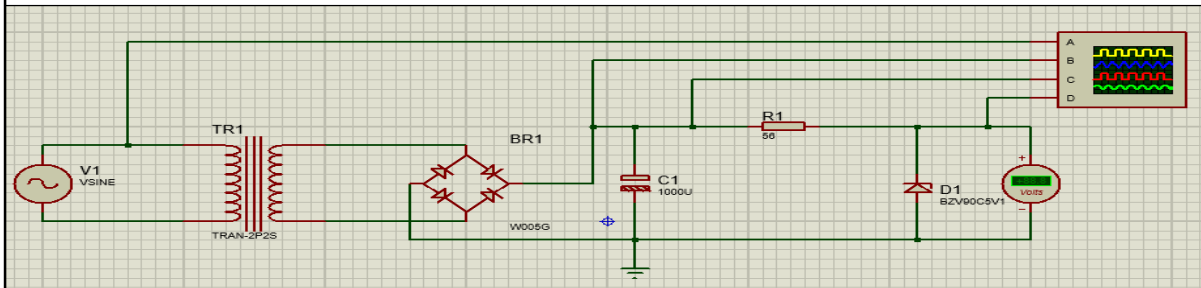 A
B
C
D
R1
56
TR1
BR1
V1
VSINE
C1
1000U
+
Volts
−
D1
BZV90C5V1
W005G
TRAN-2P2S